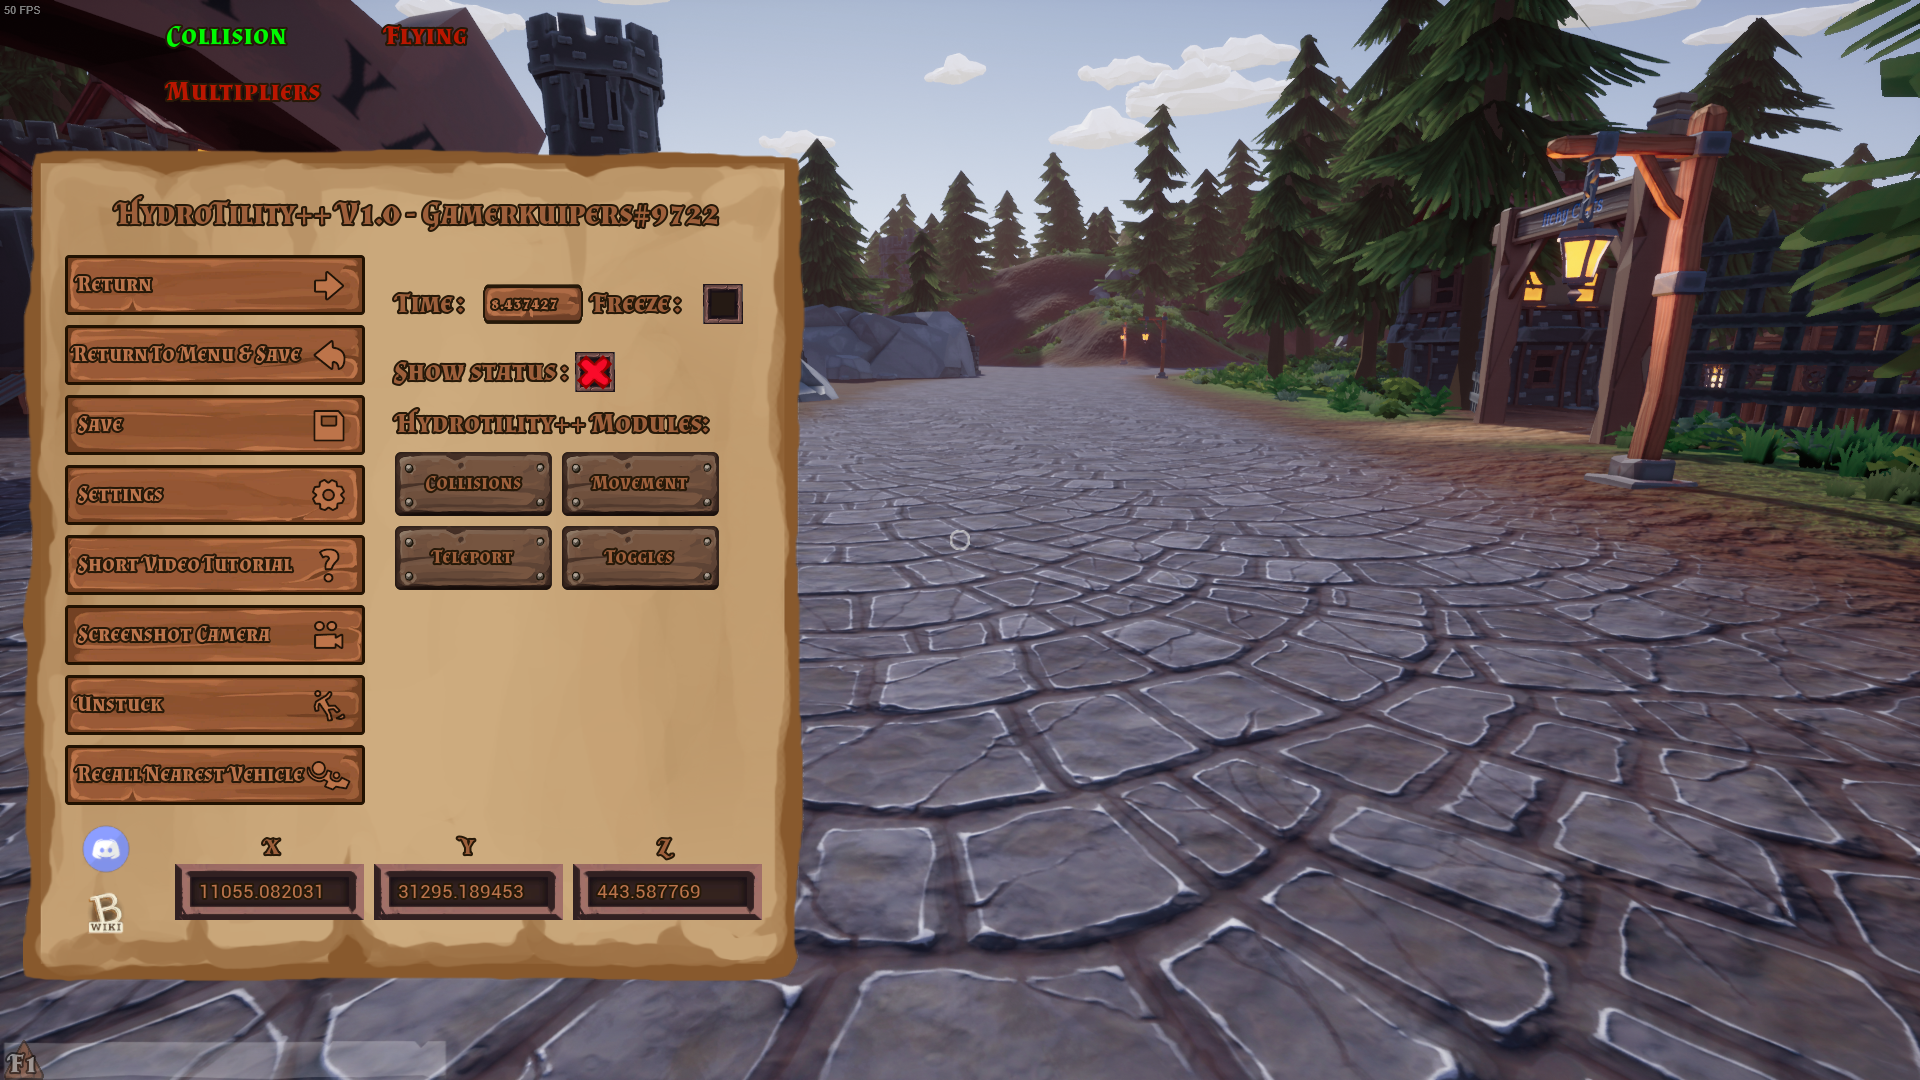 50 FPS
Collision Flying
Multipliers
HydroTility++ V1.0 - Gamerkuipers#9722
Return
Time: 8.437427 Freeze:
Return To Menu & Save
Show status:
Save
Hydrotility++ Modules:
Settings
Collisions Movement
Short Video Tutorial
Teleport Toggles
Screenshot Camera
Unstuck
Recall Nearest Vehicle
X Y Z
11055.082031 31295.189453 443.587769
B
WIKI
F1